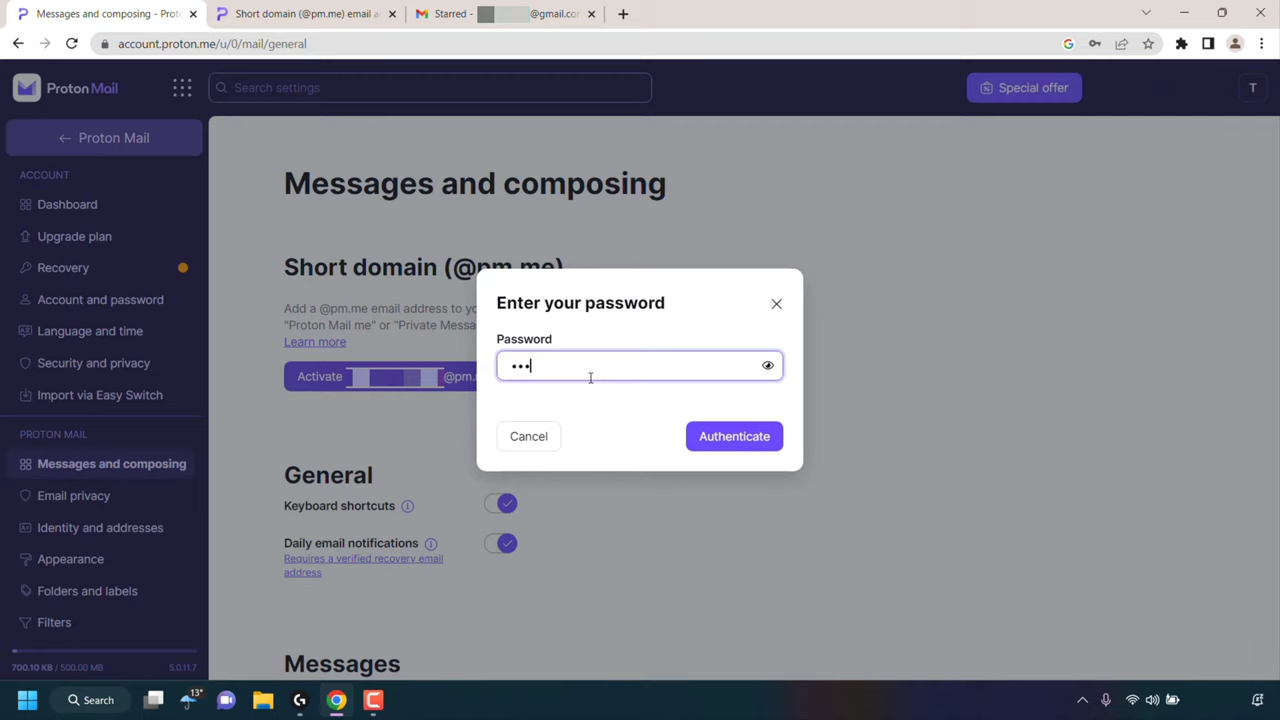 Messages and composing - Proto
Short domain (@pm.me) email a
Starred - @gmail.con
account.proton.me/u/0/mail/general
Proton Mail
Search settings
Special offer
T
← Proton Mail
ACCOUNT
Dashboard
Upgrade plan
Recovery
Account and password
Language and time
Security and privacy
Import via Easy Switch
PROTON MAIL
Messages and composing
Email privacy
Identity and addresses
Appearance
Folders and labels
Filters
700.10 KB / 500.00 MB 5.0.11.7
Messages and composing
Short domain (@pm.me)
Add a @pm.me email address to yo
"Proton Mail me" or "Private Messa
Learn more
Activate @pm.m
General
Keyboard shortcuts
Daily email notifications
Requires a verified recovery email
address
Messages
Enter your password
Password
•••
Cancel
Authenticate
13°
Search